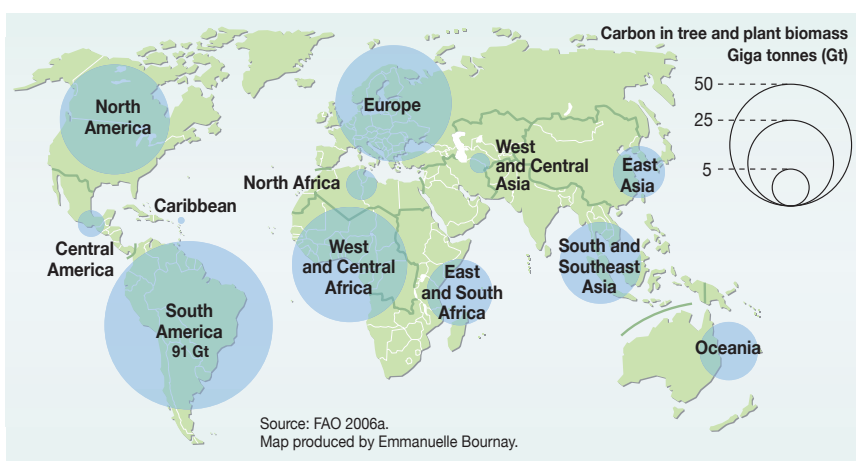 Carbon in tree and plant biomass
Giga tonnes (Gt)
50
25
5
North
America
Europe
West
and Central
Asia
East
Asia
North Africa
Caribbean
Central
America
West
and Central
Africa
East
and South
Africa
South and
Southeast
Asia
South
America
91 Gt
Oceania
Source: FAO 2006a.
Map produced by Emmanuelle Bournay.